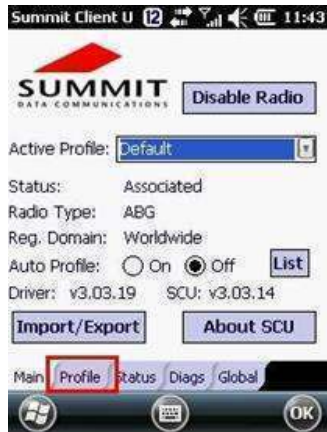 Summit Client U 12 11:43
SUMMIT
DATA COMMUNICATIONS
Disable Radio
Active Profile: Default
Status: Associated
Radio Type: ABG
Reg. Domain: Worldwide
Auto Profile: On Off List
Driver: v3.03.19 SCU: v3.03.14
Import/Export About SCU
Main Profile Status Diags Global
OK